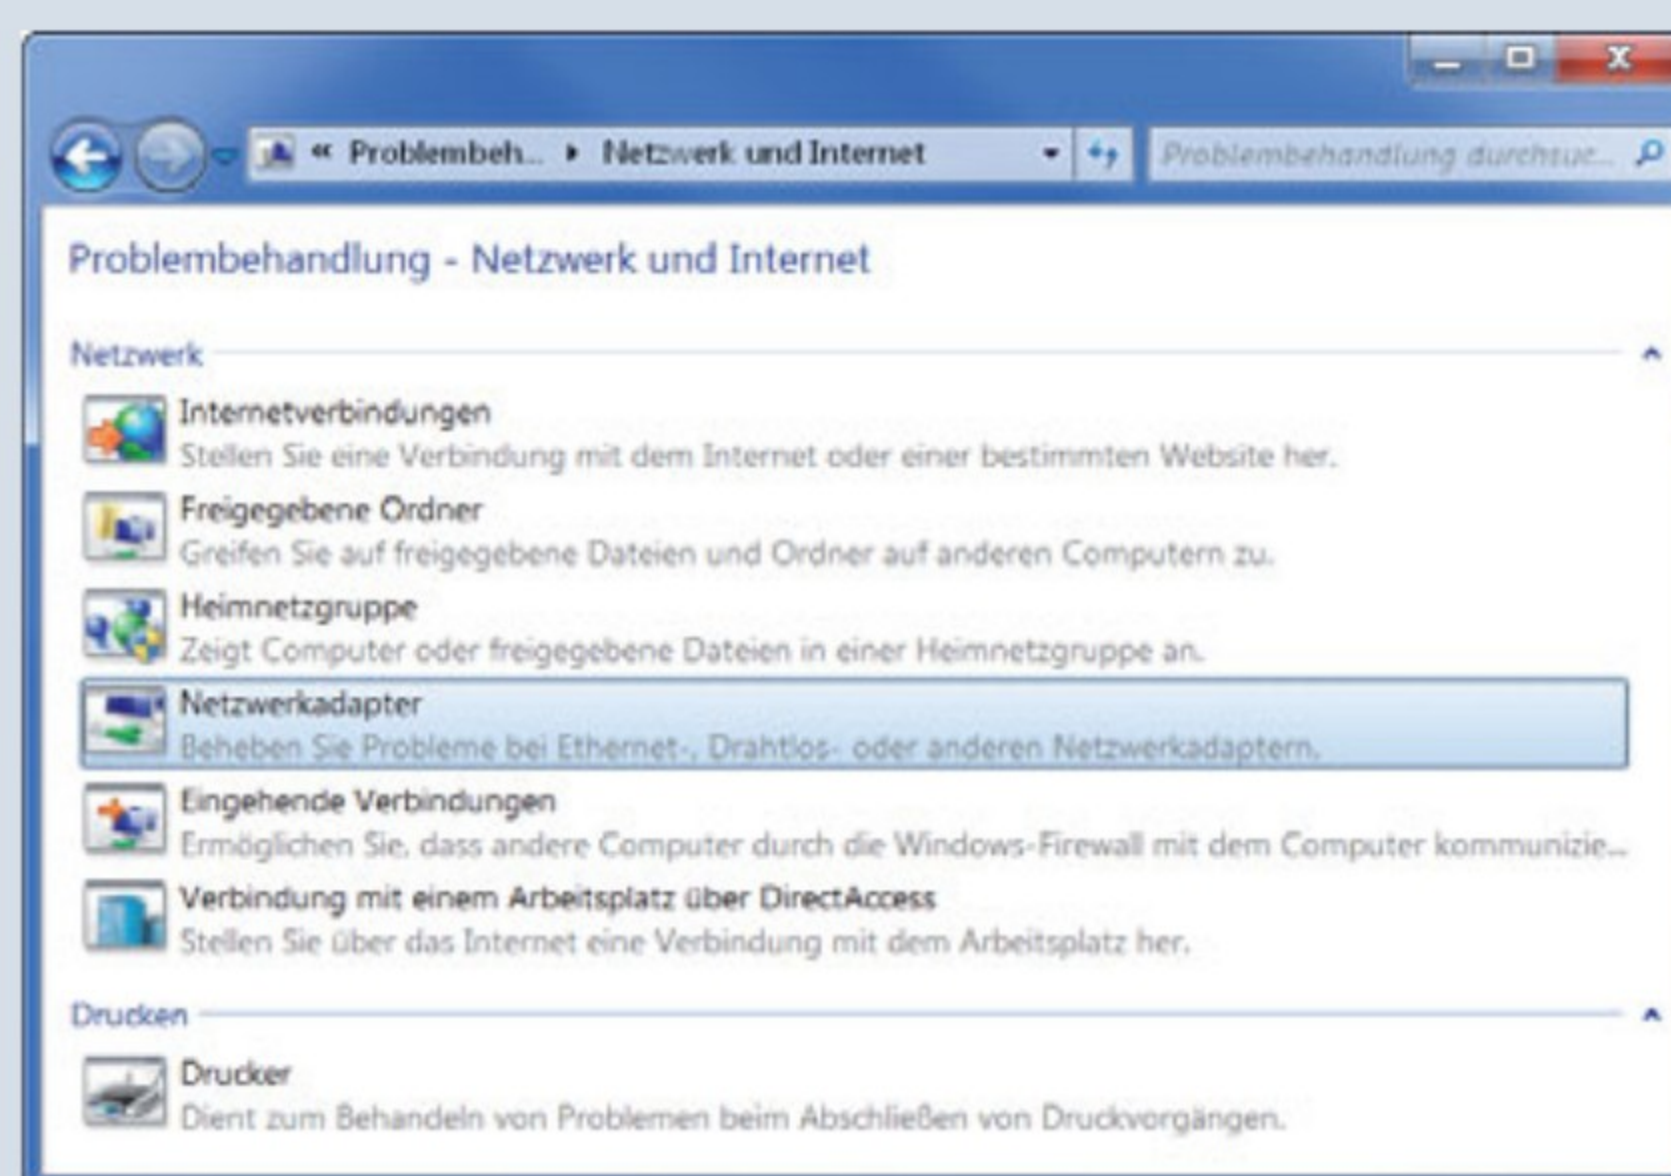 « Problembeh... ▸ Netzwerk und Internet
Problembehandlung durchsuc...
Problembehandlung - Netzwerk und Internet
Netzwerk
Internetverbindungen
Stellen Sie eine Verbindung mit dem Internet oder einer bestimmten Website her.
Freigegebene Ordner
Greifen Sie auf freigegebene Dateien und Ordner auf anderen Computern zu.
Heimnetzgruppe
Zeigt Computer oder freigegebene Dateien in einer Heimnetzgruppe an.
Netzwerkadapter
Beheben Sie Probleme bei Ethernet-, Drahtlos- oder anderen Netzwerkadaptern.
Eingehende Verbindungen
Ermöglichen Sie, dass andere Computer durch die Windows-Firewall mit dem Computer kommunizie...
Verbindung mit einem Arbeitsplatz über DirectAccess
Stellen Sie über das Internet eine Verbindung mit dem Arbeitsplatz her.
Drucken
Drucker
Dient zum Behandeln von Problemen beim Abschließen von Druckvorgängen.